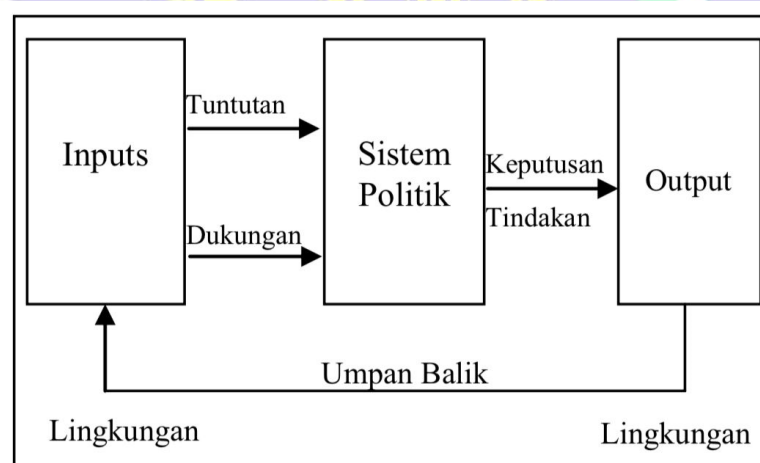 Inputs
Tuntutan
Dukungan
Sistem
Politik
Keputusan
Tindakan
Output
Umpan Balik
Lingkungan
Lingkungan